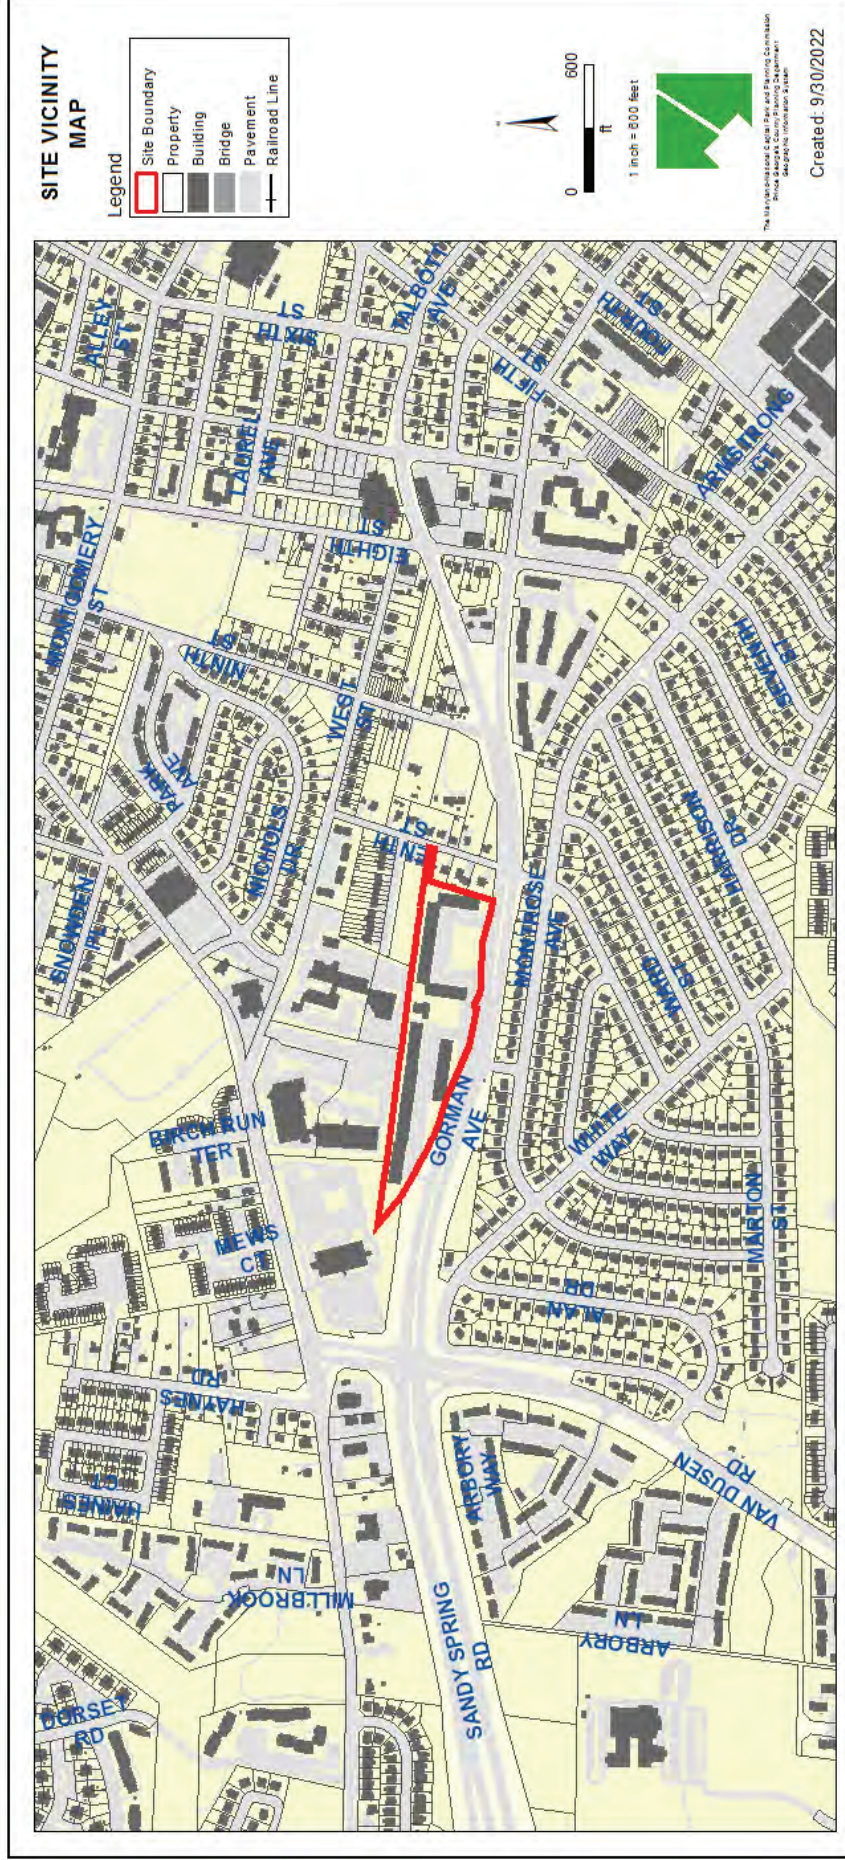 SITE VICINITY
MAP
Legend
Site Boundary
Property
Building
Bridge
Pavement
Railroad Line
0
600
ft
1 inch = 600 feet
The Maryland-National Capital Park and Planning Commission
Prince George's County Planning Department
Geographic Information System
Created: 9/30/2022
DORSET
RD
HAINES
CT
HAYNES
RD
MILLBROOK
LN
MEWS
CT
BIRCH RUN
TER
SNOWDEN
PL
PARK
AVE
NICHOLS
DR
MONTGOMERY
ST
NINTH
ST
WEST
ST
ALLEY
ST
LAUREL
AVE
SIXTH
ST
EIGHTH
ST
TALBOTT
AVE
FIFTH
ST
FOURTH
ST
ARMSTRONG
CT
ENTH
ST
GORMAN
AVE
MONTROSE
AVE
SEVENTH
ST
HARRISON
DR
WARD
ST
WHITE
WAY
MARTON
ST
ALAN
DR
VAN DUSEN
RD
ARBORY
WAY
ARBORY
LN
SANDY SPRING
RD